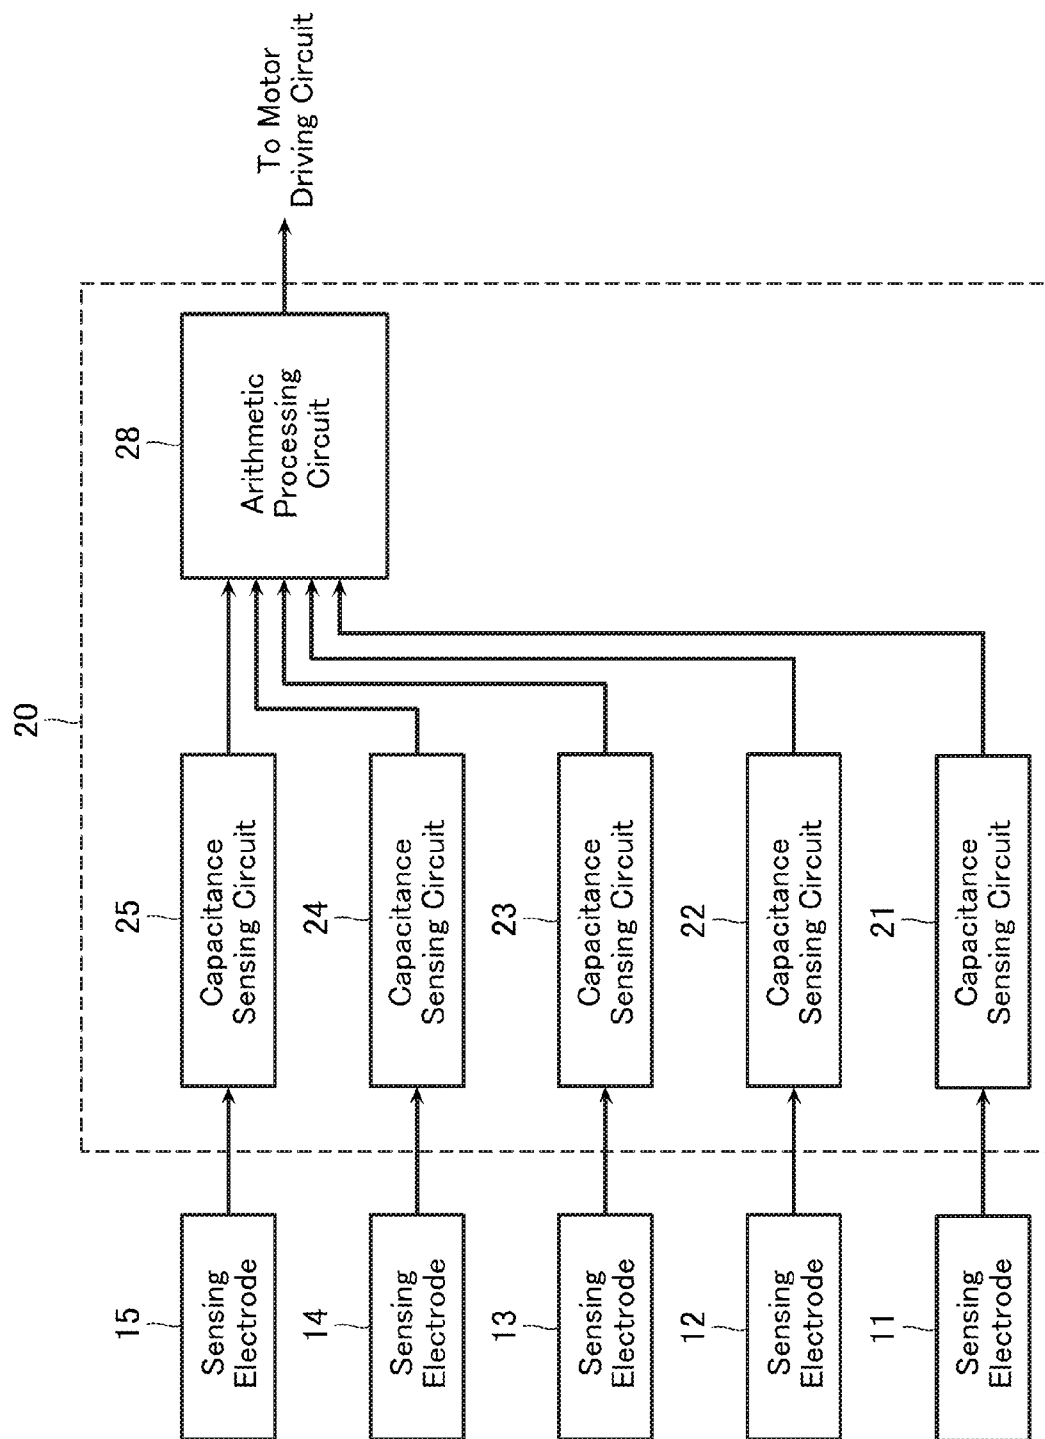 20
15
Sensing
Electrode
25
Capacitance
Sensing Circuit
28
Arithmetic
Processing
Circuit
To Motor
Driving Circuit
14
Sensing
Electrode
24
Capacitance
Sensing Circuit
13
Sensing
Electrode
23
Capacitance
Sensing Circuit
12
Sensing
Electrode
22
Capacitance
Sensing Circuit
11
Sensing
Electrode
21
Capacitance
Sensing Circuit